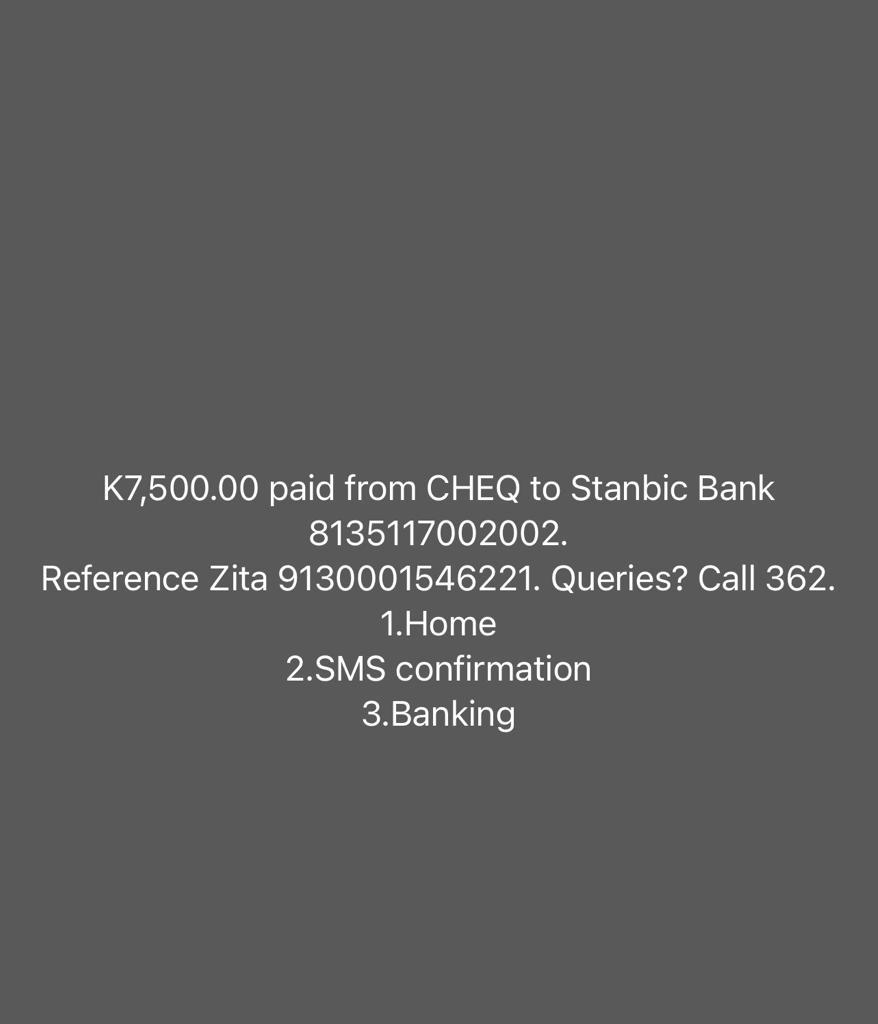 K7,500.00 paid from CHEQ to Stanbic Bank
8135117002002.
Reference Zita 9130001546221. Queries? Call 362.
1.Home
2.SMS confirmation
3.Banking